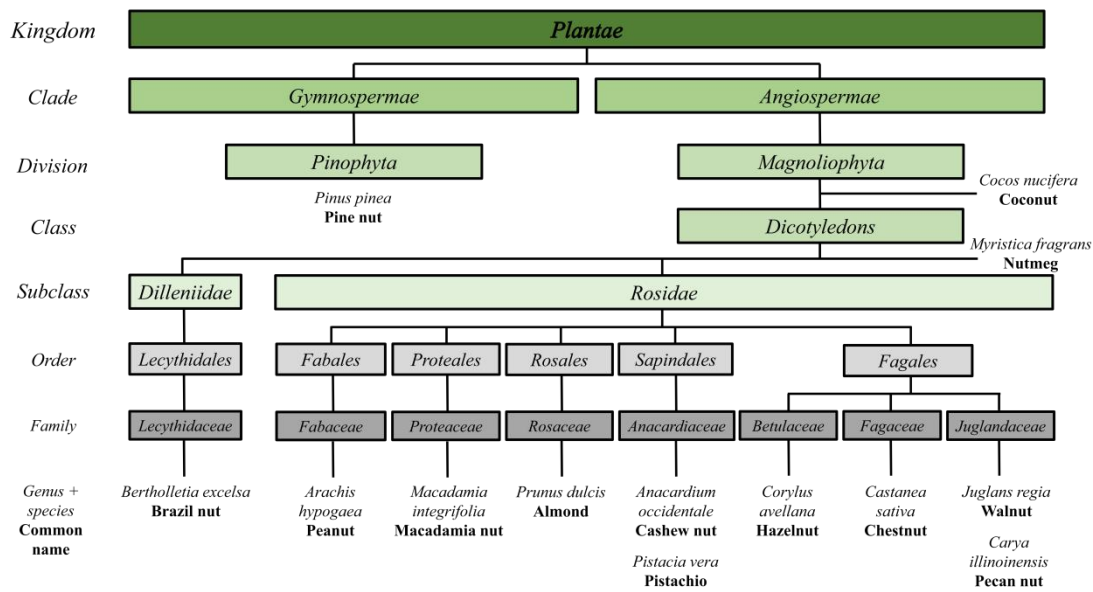 Kingdom
Plantae
Clade
Gymnospermae
Angiospermae
Division
Pinophyta
Magnoliophyta
Pinus pinea
Pine nut
Cocos nucifera
Coconut
Class
Dicotyledons
Myristica fragrans
Nutmeg
Subclass
Dilleniidae
Rosidae
Order
Lecythidales
Fabales
Proteales
Rosales
Sapindales
Fagales
Family
Lecythidaceae
Fabaceae
Proteaceae
Rosaceae
Anacardiaceae
Betulaceae
Fagaceae
Juglandaceae
Genus +
species
Common
name
Bertholletia excelsa
Brazil nut
Arachis
hypogaea
Peanut
Macadamia
integrifolia
Macadamia nut
Prunus dulcis
Almond
Anacardium
occidentale
Cashew nut
Pistacia vera
Pistachio
Corylus
avellana
Hazelnut
Castanea
sativa
Chestnut
Juglans regia
Walnut
Carya
illinoinensis
Pecan nut